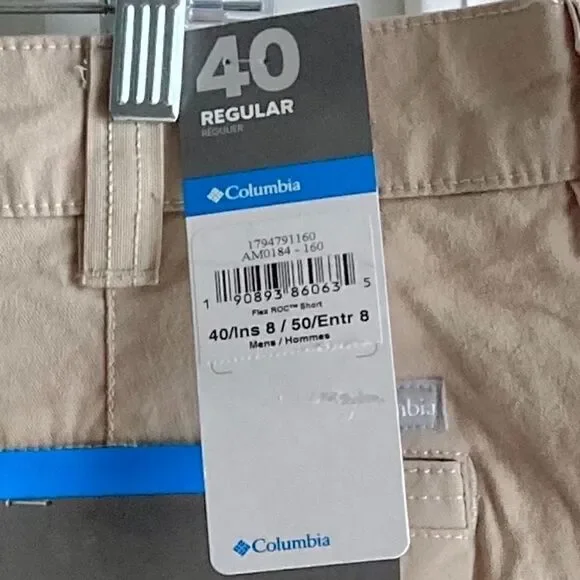 40
REGULAR
RÉGULIER
Columbia
1794791160
AM0184 - 160
1 90893 86063 5
Flex ROC™ Short
40/Ins 8 / 50/Entr 8
Mens / Hommes
mbia
Columbia